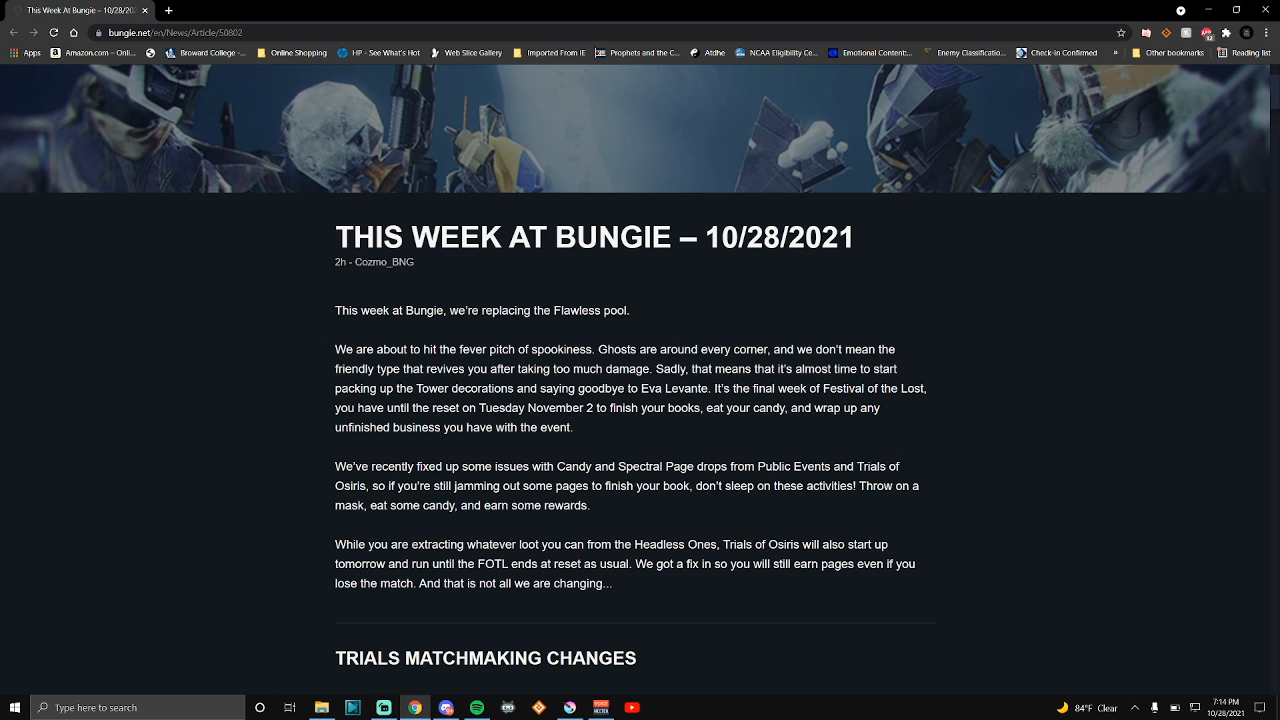 This Week At Bungie – 10/28/202
bungie.net/en/News/Article/50802
Apps
Amazon.com – Onli...
Broward College -...
Online Shopping
HP - See What's Hot
Web Slice Gallery
Imported From IE
Prophets and the C...
Jidhe
NCAA Eligibility Ce...
Emotional Content:...
Enemy Classificatio...
Check-In Confirmed
»
Other bookmarks
Reading list
THIS WEEK AT BUNGIE – 10/28/2021
2h - Cozmo_BNG
This week at Bungie, we're replacing the Flawless pool.
We are about to hit the fever pitch of spookiness. Ghosts are around every corner, and we don't mean the
friendly type that revives you after taking too much damage. Sadly, that means that it's almost time to start
packing up the Tower decorations and saying goodbye to Eva Levante. It's the final week of Festival of the Lost,
you have until the reset on Tuesday November 2 to finish your books, eat your candy, and wrap up any
unfinished business you have with the event.
We've recently fixed up some issues with Candy and Spectral Page drops from Public Events and Trials of
Osiris, so if you're still jamming out some pages to finish your book, don't sleep on these activities! Throw on a
mask, eat some candy, and earn some rewards.
While you are extracting whatever loot you can from the Headless Ones, Trials of Osiris will also start up
tomorrow and run until the FOTL ends at reset as usual. We got a fix in so you will still earn pages even if you
lose the match. And that is not all we are changing...
TRIALS MATCHMAKING CHANGES
Type here to search
84°F Clear
7:14 PM
10/28/2021